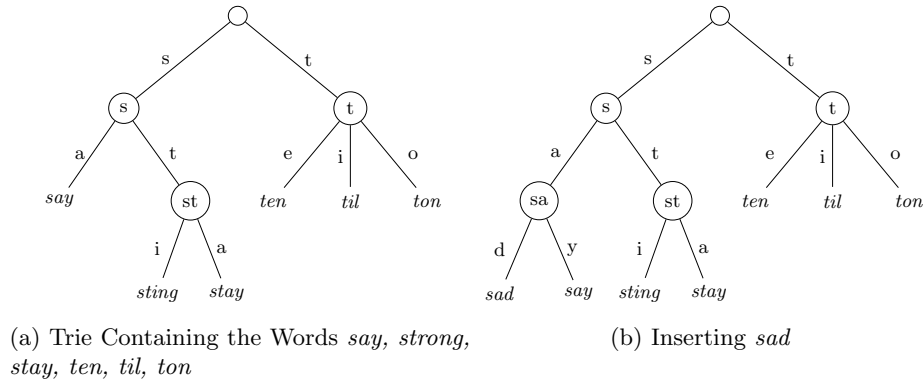 s t s t
s t s t
a t e i o a t e i o
say st ten til ton sa st ten til ton
i a d y i a
sting stay sad say sting stay
(a) Trie Containing the Words say, strong,
stay, ten, til, ton
(b) Inserting sad